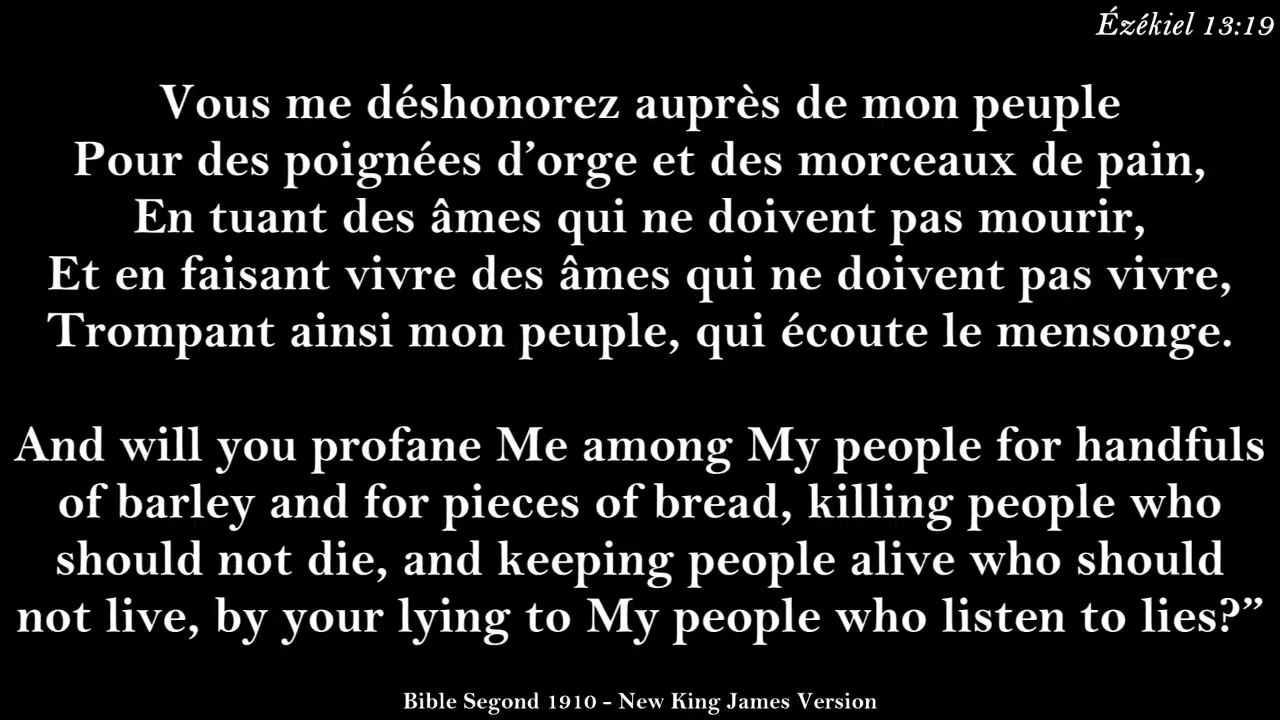 Ézékiel 13:19
Vous me déshonorez auprès de mon peuple
Pour des poignées d’orge et des morceaux de pain,
En tuant des âmes qui ne doivent pas mourir,
Et en faisant vivre des âmes qui ne doivent pas vivre,
Trompant ainsi mon peuple, qui écoute le mensonge.
And will you profane Me among My people for handfuls
of barley and for pieces of bread, killing people who
should not die, and keeping people alive who should
not live, by your lying to My people who listen to lies?”
Bible Segond 1910 - New King James Version